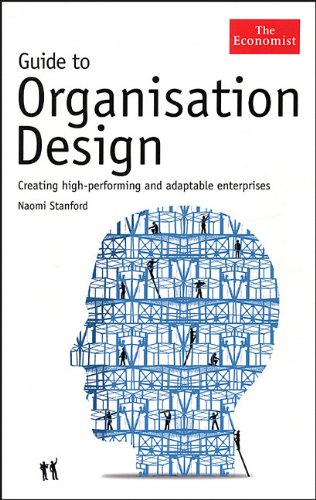 The
Economist
Guide to
Organisation
Design
Creating high-performing and adaptable enterprises
Naomi Stanford